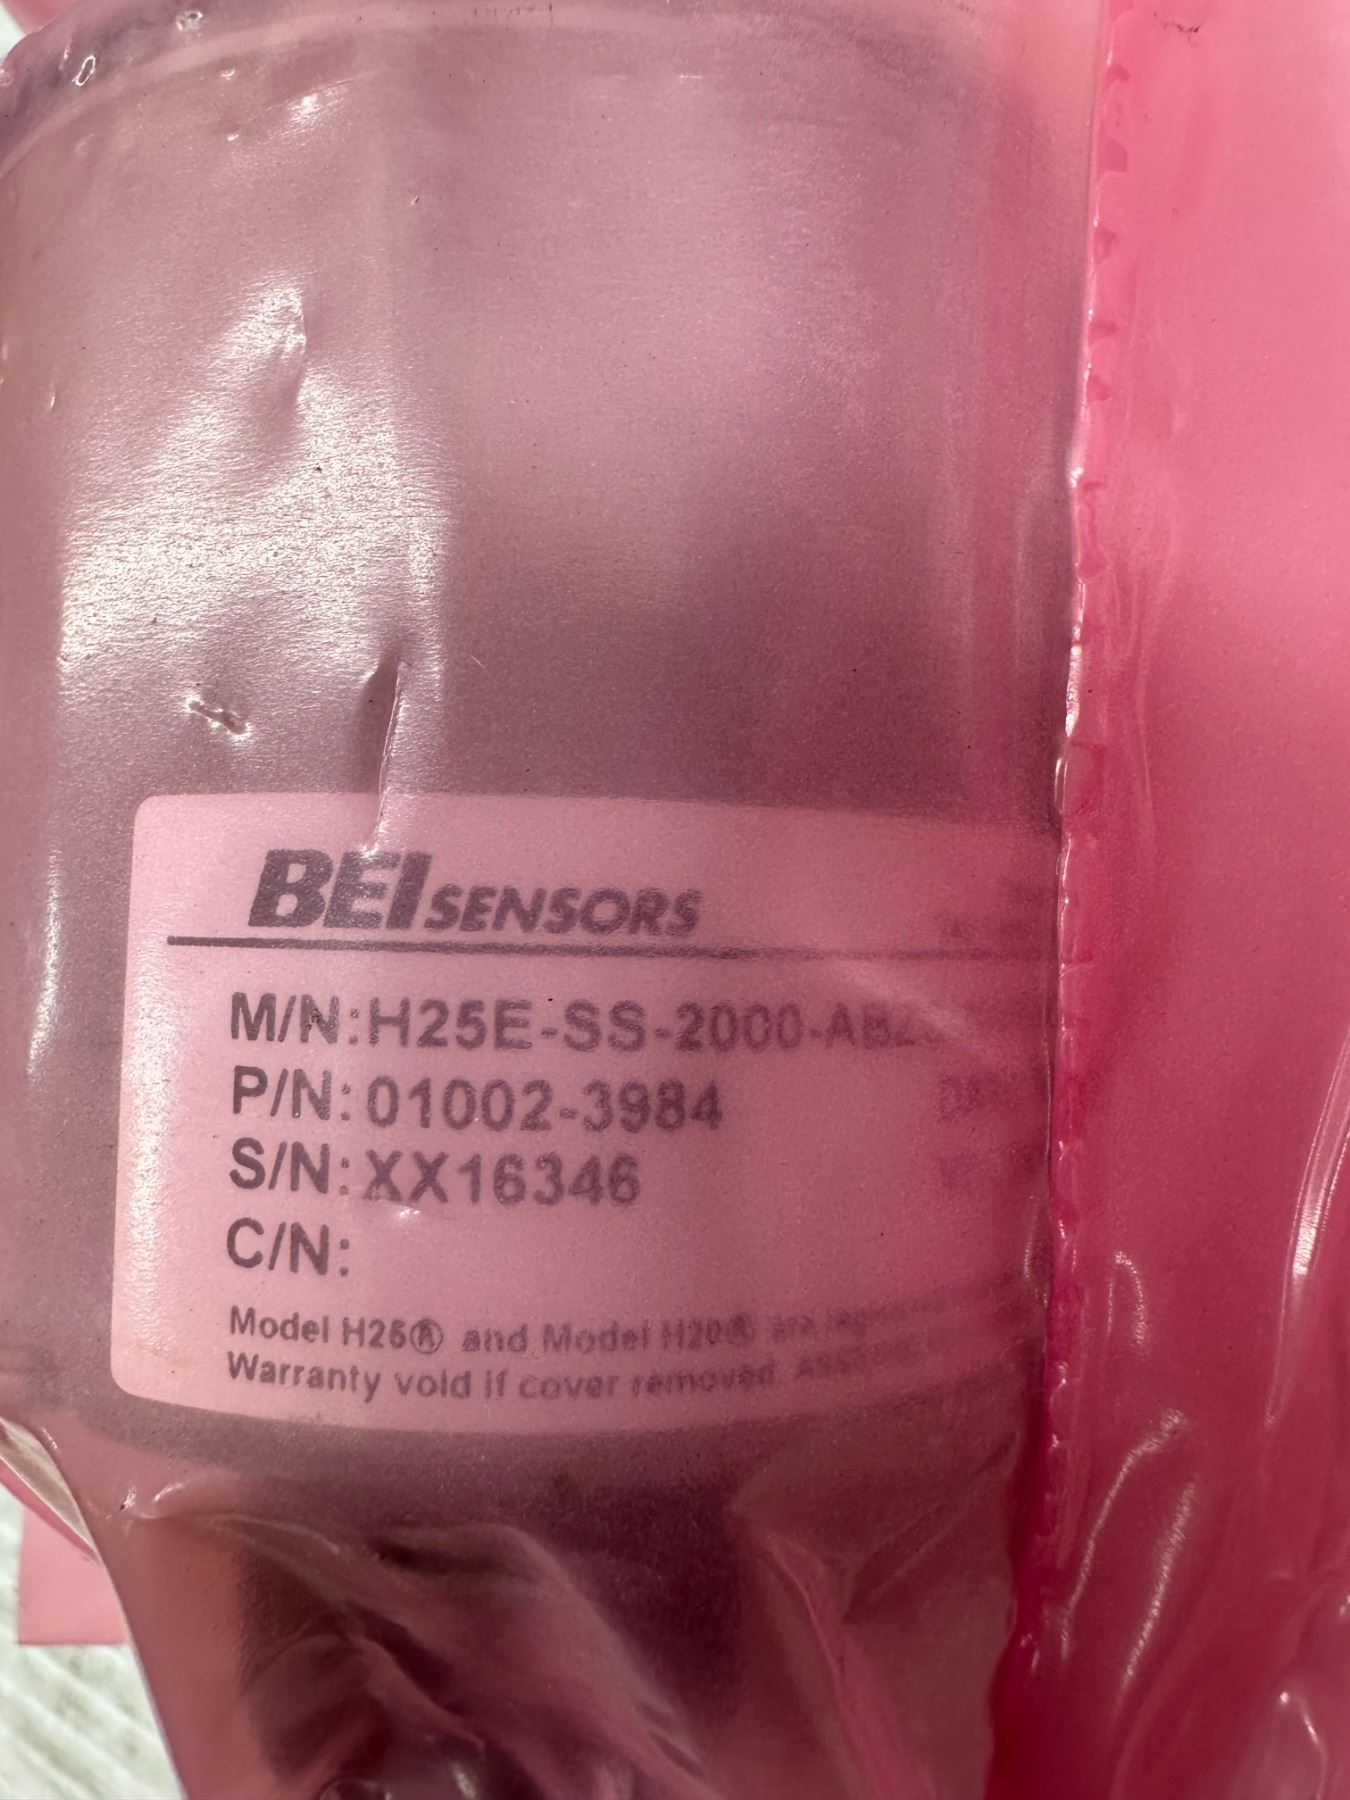 BEI SENSORS
M/N: H25E-SS-2000-AB
P/N: 01002-3984
S/N: XX16346
C/N:
Model H25® and Model H20® are
Warranty void if cover removed